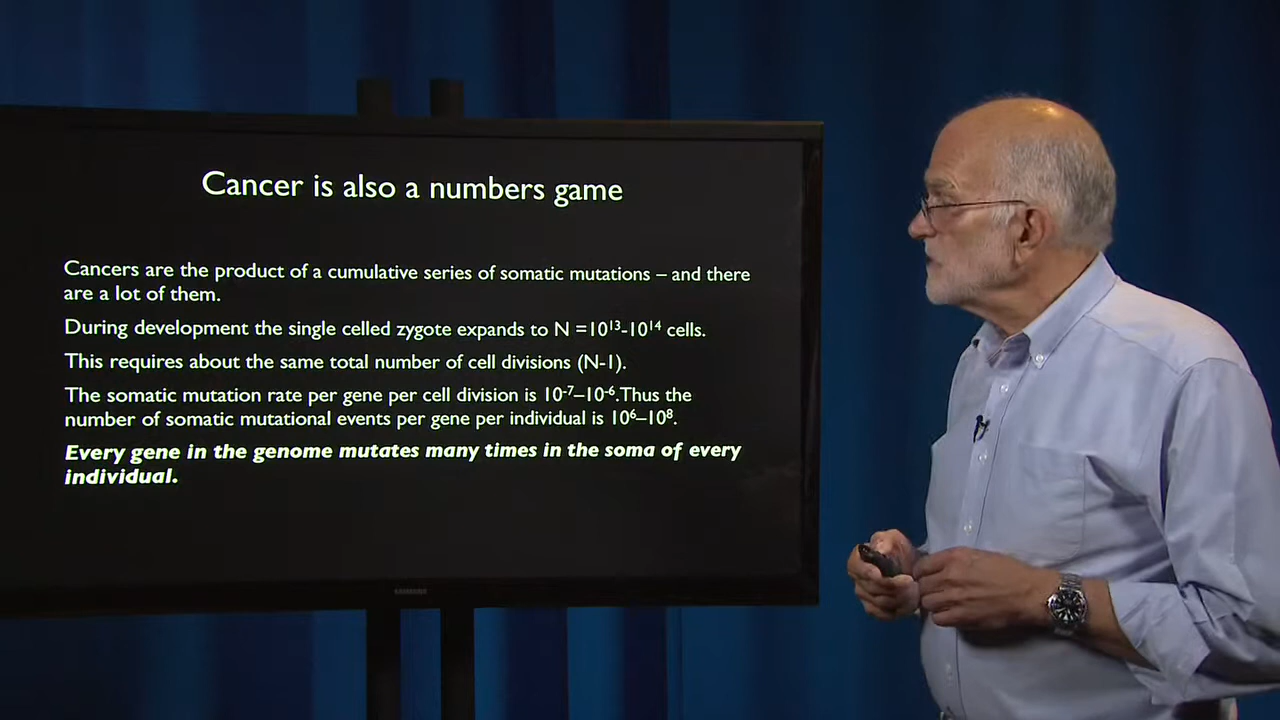 Cancer is also a numbers game
Cancers are the product of a cumulative series of somatic mutations – and there
are a lot of them.
During development the single celled zygote expands to N =10¹³-10¹⁴ cells.
This requires about the same total number of cell divisions (N-1).
The somatic mutation rate per gene per cell division is 10⁻⁷–10⁻⁶.Thus the
number of somatic mutational events per gene per individual is 10⁶–10⁸.
Every gene in the genome mutates many times in the soma of every
individual.
SAMSUNG